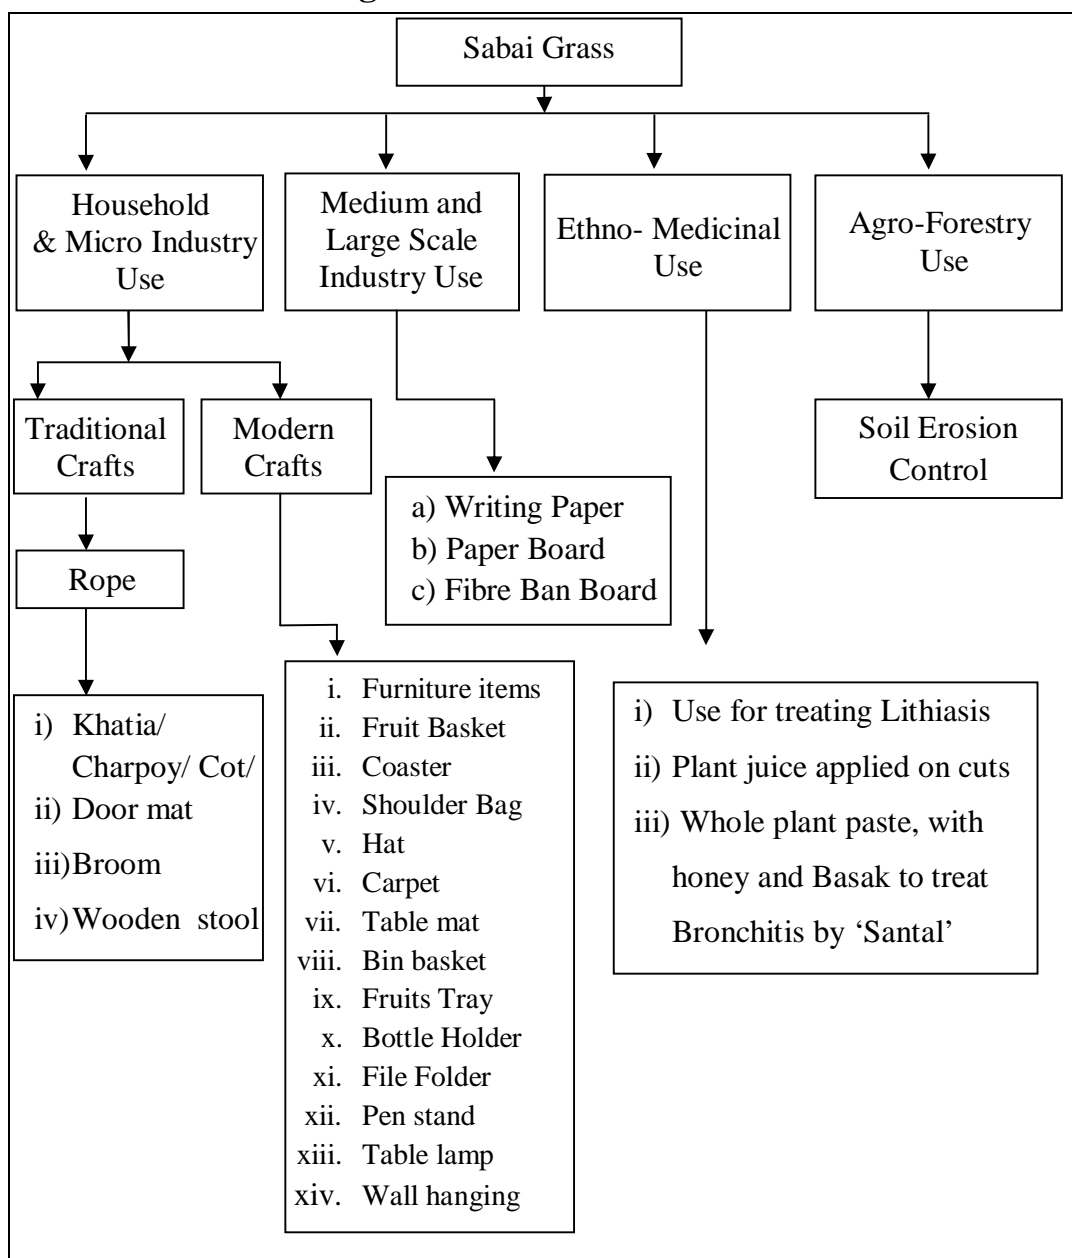 Sabai Grass
Household
& Micro Industry
Use
Medium and
Large Scale
Industry Use
Ethno- Medicinal
Use
Agro-Forestry
Use
Traditional
Crafts
Modern
Crafts
Soil Erosion
Control
a) Writing Paper
b) Paper Board
c) Fibre Ban Board
Rope
i) Khatia/
Charpoy/ Cot/
ii) Door mat
iii) Broom
iv) Wooden stool
i. Furniture items
ii. Fruit Basket
iii. Coaster
iv. Shoulder Bag
v. Hat
vi. Carpet
vii. Table mat
viii. Bin basket
ix. Fruits Tray
x. Bottle Holder
xi. File Folder
xii. Pen stand
xiii. Table lamp
xiv. Wall hanging
i) Use for treating Lithiasis
ii) Plant juice applied on cuts
iii) Whole plant paste, with
honey and Basak to treat
Bronchitis by ‘Santal’